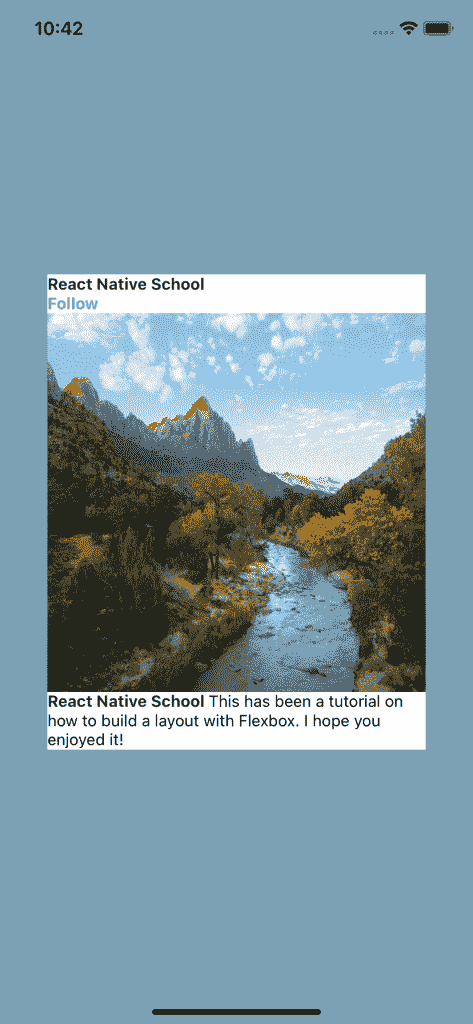 10:42
React Native School
Follow
React Native School This has been a tutorial on
how to build a layout with Flexbox. I hope you
enjoyed it!